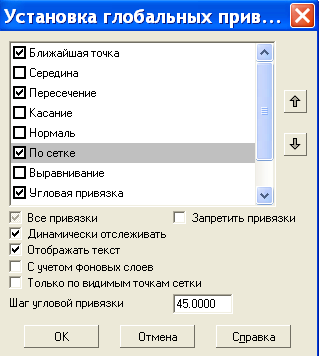 Установка глобальных прив...
Ближайшая точка
Середина
Пересечение
Касание
Нормаль
По сетке
Выравнивание
Угловая привязка
Все привязки
Запретить привязки
Динамически отслеживать
Отображать текст
С учетом фоновых слоев
Только по видимым точкам сетки
Шаг угловой привязки
45.0000
OK
Отмена
Справка